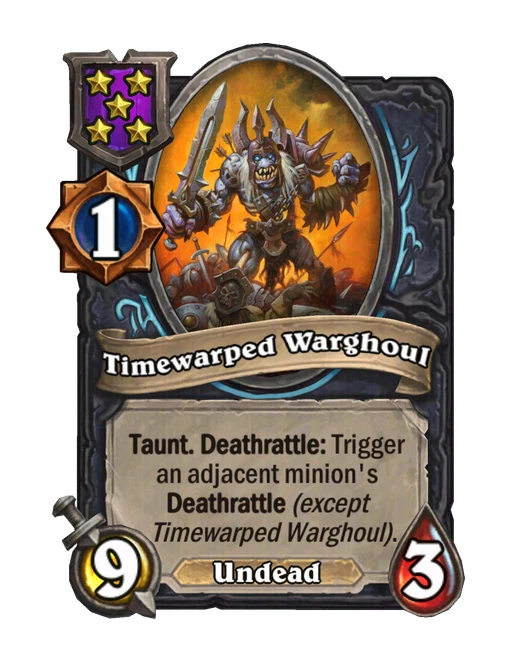 1
Timewarped Warghoul
Taunt. Deathrattle: Trigger
an adjacent minion's
Deathrattle (except
Timewarped Warghoul).
9
Undead
3